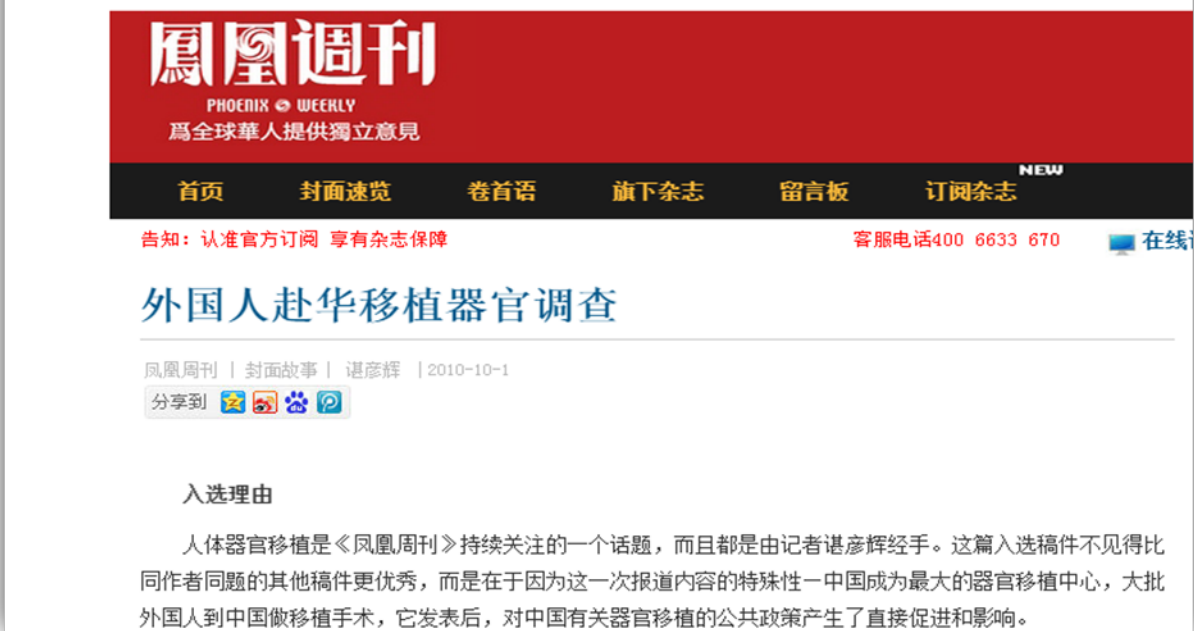 鳳凰週刊
PHOENIX WEEKLY
爲全球華人提供獨立意見
首页 封面速览 卷首语 旗下杂志 留言板 订阅杂志 NEW
告知：认准官方订阅 享有杂志保障 客服电话400 6633 670 在线
外国人赴华移植器官调查
凤凰周刊 | 封面故事 | 谌彦辉 | 2010-10-1
分享到
入选理由
人体器官移植是《凤凰周刊》持续关注的一个话题，而且都是由记者谌彦辉经手。这篇入选稿件不见得比
同作者同题的其他稿件更优秀，而是在于因为这一次报道内容的特殊性—中国成为最大的器官移植中心，大批
外国人到中国做移植手术，它发表后，对中国有关器官移植的公共政策产生了直接促进和影响。